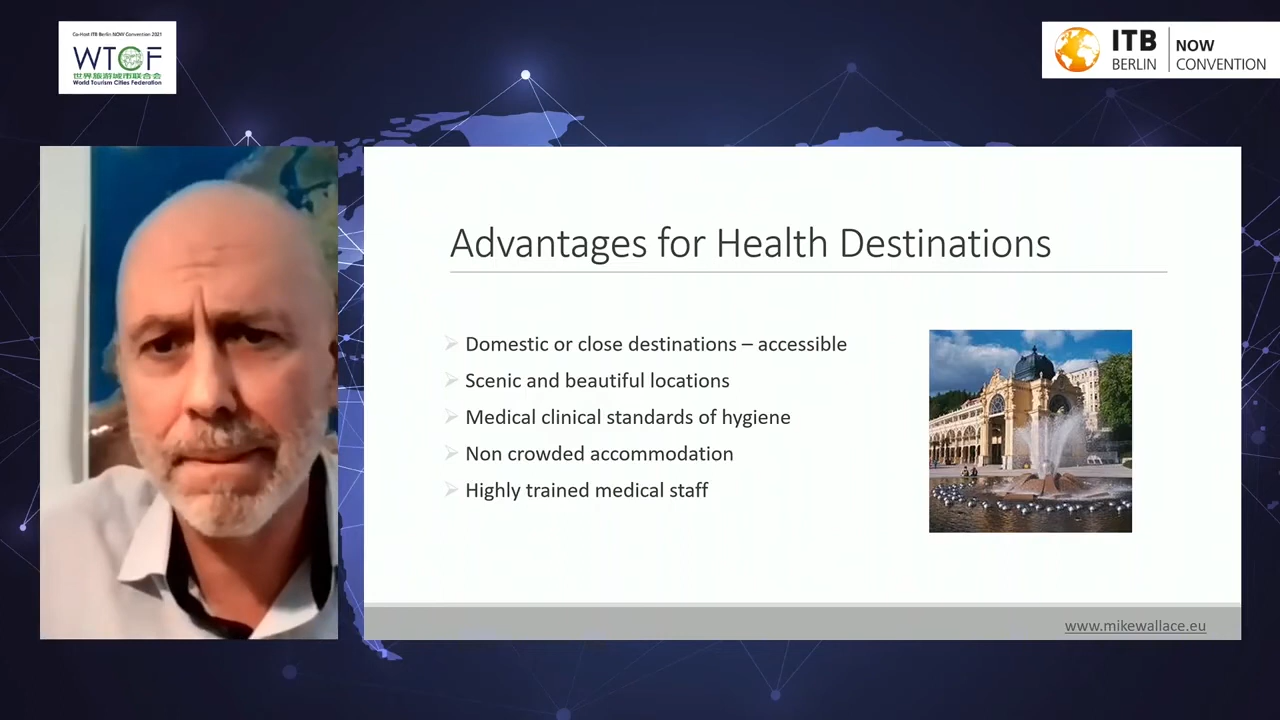 Co-Host ITB Berlin NOW Convention 2021
WTCF
世界旅游城市联合会
World Tourism Cities Federation
ITB
BERLIN
NOW
CONVENTION
Advantages for Health Destinations
Domestic or close destinations – accessible
Scenic and beautiful locations
Medical clinical standards of hygiene
Non crowded accommodation
Highly trained medical staff
www.mikewallace.eu